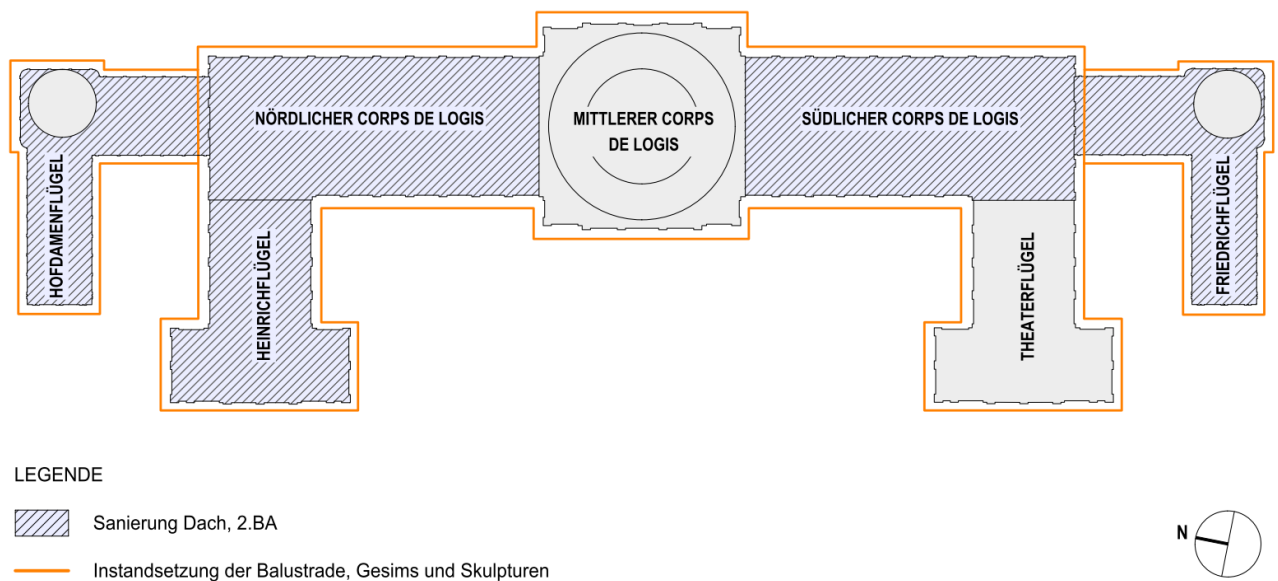 NÖRDLICHER CORPS DE LOGIS
MITTLERER CORPS
DE LOGIS
SÜDLICHER CORPS DE LOGIS
HOFDAMENFLÜGEL
HEINRICHFLÜGEL
THEATERFLÜGEL
FRIEDRICHFLÜGEL
LEGENDE
Sanierung Dach, 2.BA
Instandsetzung der Balustrade, Gesims und Skulpturen
N